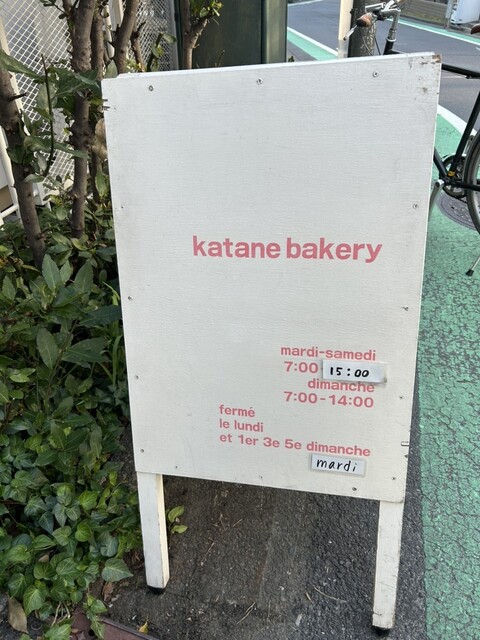 katane bakery
mardi-samedi
7:00 15:00
dimanche
7:00-14:00
fermé
le lundi
et 1er 3e 5e dimanche
mardi